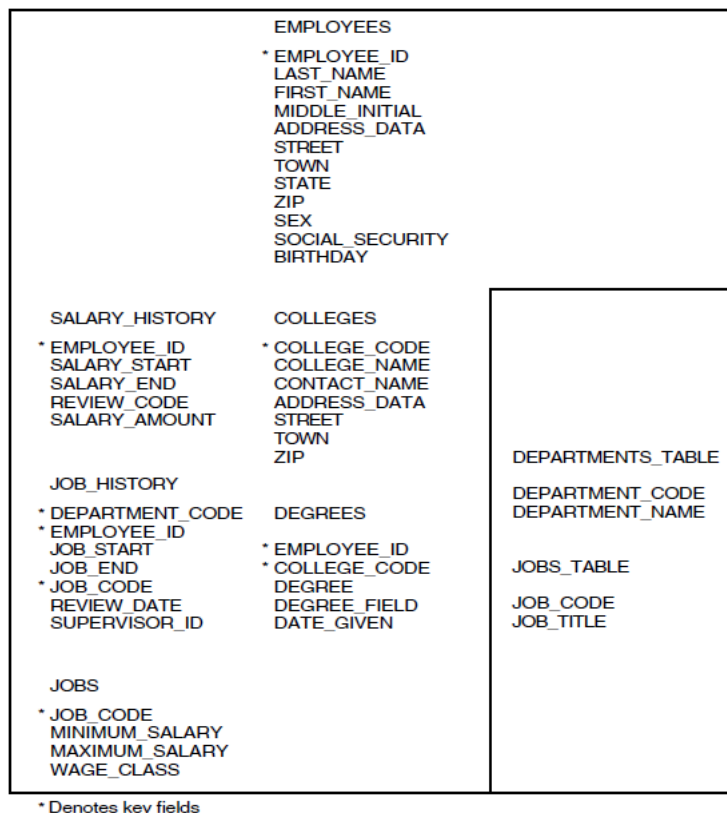 EMPLOYEES
* EMPLOYEE_ID
LAST_NAME
FIRST_NAME
MIDDLE_INITIAL
ADDRESS_DATA
STREET
TOWN
STATE
ZIP
SEX
SOCIAL_SECURITY
BIRTHDAY
SALARY_HISTORY
* EMPLOYEE_ID
SALARY_START
SALARY_END
REVIEW_CODE
SALARY_AMOUNT
COLLEGES
* COLLEGE_CODE
COLLEGE_NAME
CONTACT_NAME
ADDRESS_DATA
STREET
TOWN
ZIP
JOB_HISTORY
* DEPARTMENT_CODE
* EMPLOYEE_ID
JOB_START
JOB_END
* JOB_CODE
REVIEW_DATE
SUPERVISOR_ID
DEGREES
* EMPLOYEE_ID
* COLLEGE_CODE
DEGREE
DEGREE_FIELD
DATE_GIVEN
JOBS
* JOB_CODE
MINIMUM_SALARY
MAXIMUM_SALARY
WAGE_CLASS
DEPARTMENTS_TABLE
DEPARTMENT_CODE
DEPARTMENT_NAME
JOBS_TABLE
JOB_CODE
JOB_TITLE
* Denotes key fields